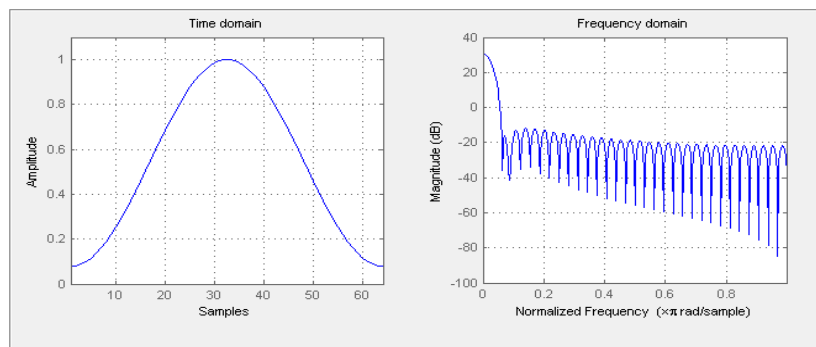 Time domain
Amplitude
1
0.8
0.6
0.4
0.2
0
10 20 30 40 50 60
Samples
Frequency domain
Magnitude (dB)
40
20
0
-20
-40
-60
-80
-100
0 0.2 0.4 0.6 0.8
Normalized Frequency (×π rad/sample)